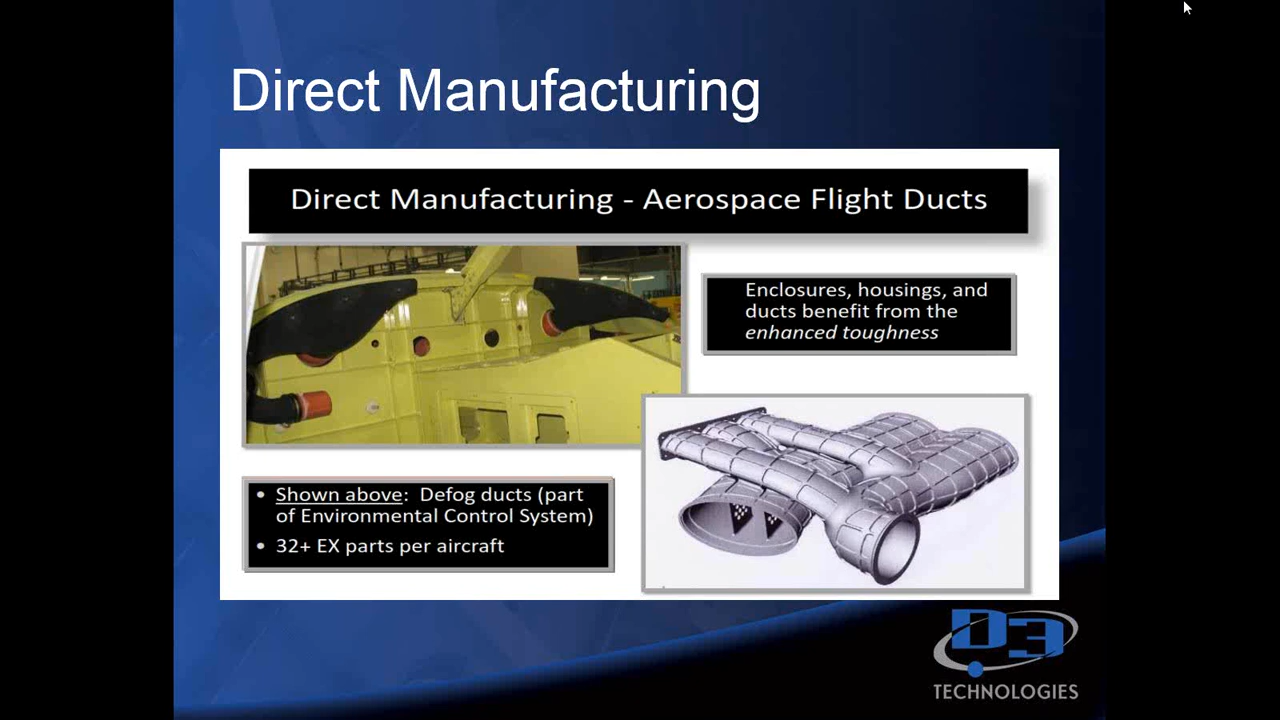 Direct Manufacturing
Direct Manufacturing - Aerospace Flight Ducts
Enclosures, housings, and
ducts benefit from the
enhanced toughness
• Shown above: Defog ducts (part
of Environmental Control System)
• 32+ EX parts per aircraft
D3
TECHNOLOGIES